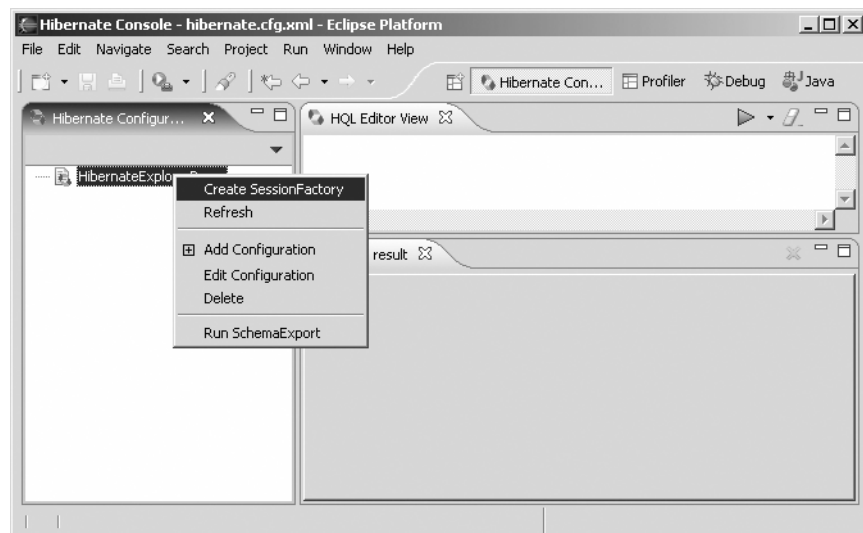 Hibernate Console - hibernate.cfg.xml - Eclipse Platform
File Edit Navigate Search Project Run Window Help
Hibernate Con... Profiler Debug Java
Hibernate Configur...
HQL Editor View
HibernateExplo
Create SessionFactory
Refresh
Add Configuration
Edit Configuration
Delete
Run SchemaExport
result